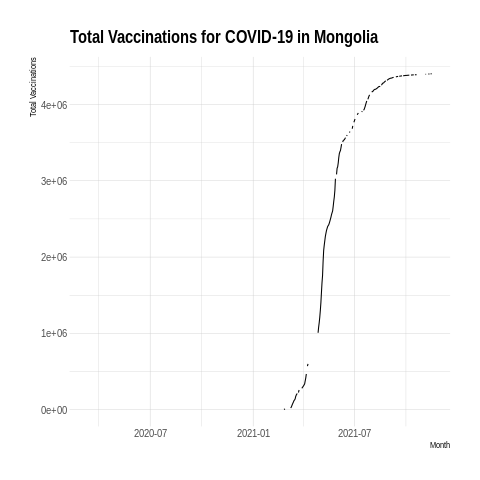 Total Vaccinations for COVID-19 in Mongolia
Total Vaccinations
4e+06
3e+06
2e+06
1e+06
0e+00
2020-07 2021-01 2021-07
Month